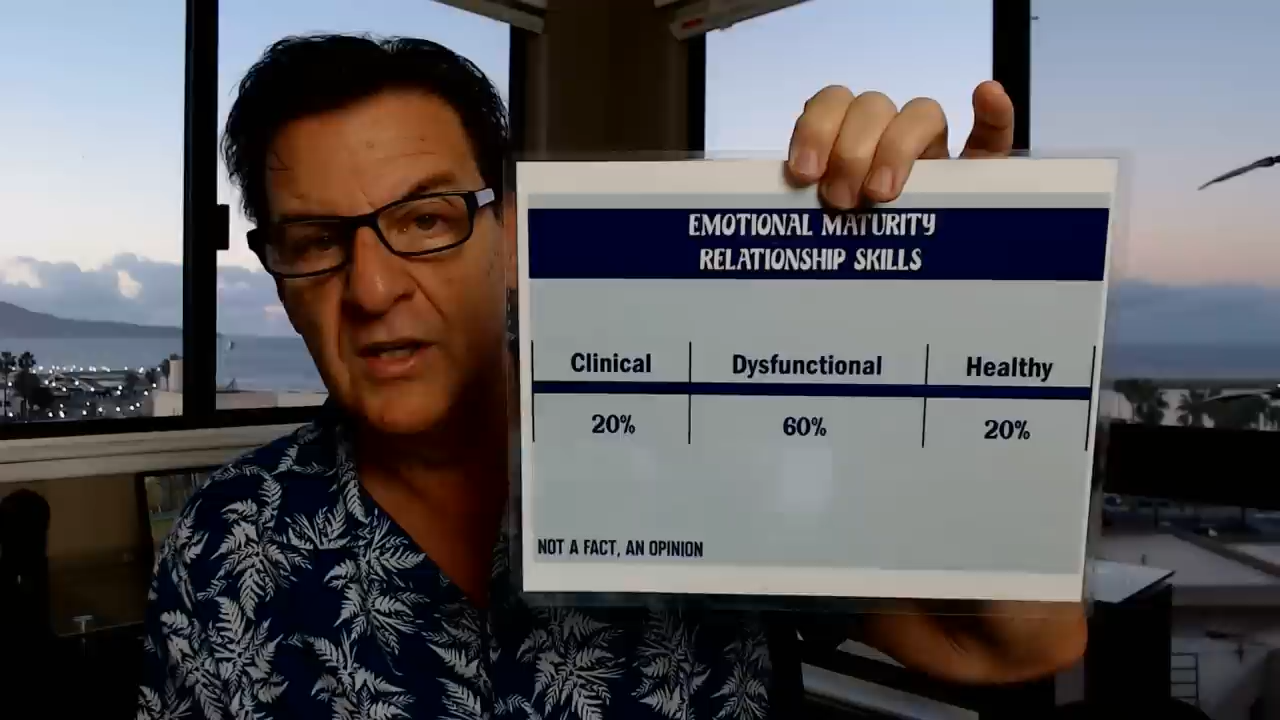 EMOTIONAL MATURITY
RELATIONSHIP SKILLS
Clinical Dysfunctional Healthy
20% 60% 20%
NOT A FACT, AN OPINION